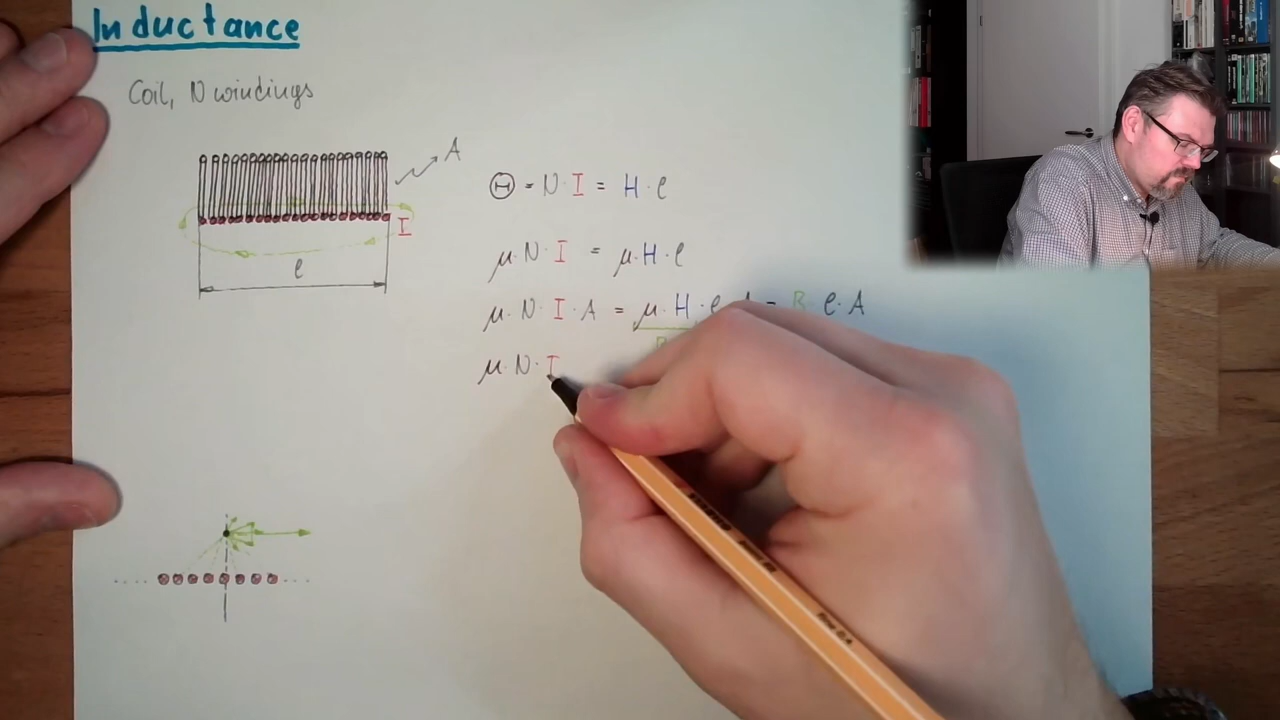 Inductance
Coil, N windings
A
I
ℓ
Θ = N · I = H · ℓ
μ · N · I = μ · H · ℓ
μ · N · I · A = μ · H · ℓ · A = B ℓ · A
B
μ · N · I